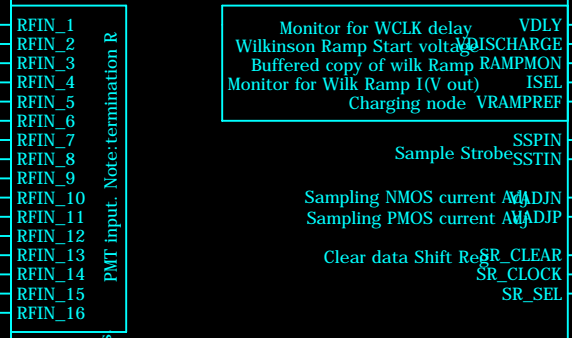 RFIN_1
RFIN_2
RFIN_3
RFIN_4
RFIN_5
RFIN_6
RFIN_7
RFIN_8
RFIN_9
RFIN_10
RFIN_11
RFIN_12
RFIN_13
RFIN_14
RFIN_15
RFIN_16
PMT input. Note:termination R
Monitor for WCLK delay VDLY
Wilkinson Ramp Start voltage VDISCHARGE
Buffered copy of wilk Ramp RAMPMON
Monitor for Wilk Ramp I(V out) ISEL
Charging node VRAMPREF
SSPIN
Sample Strobe SSTIN
Sampling NMOS current Adj VADJN
Sampling PMOS current Adj VADJP
Clear data Shift Reg SR_CLEAR
SR_CLOCK
SR_SEL